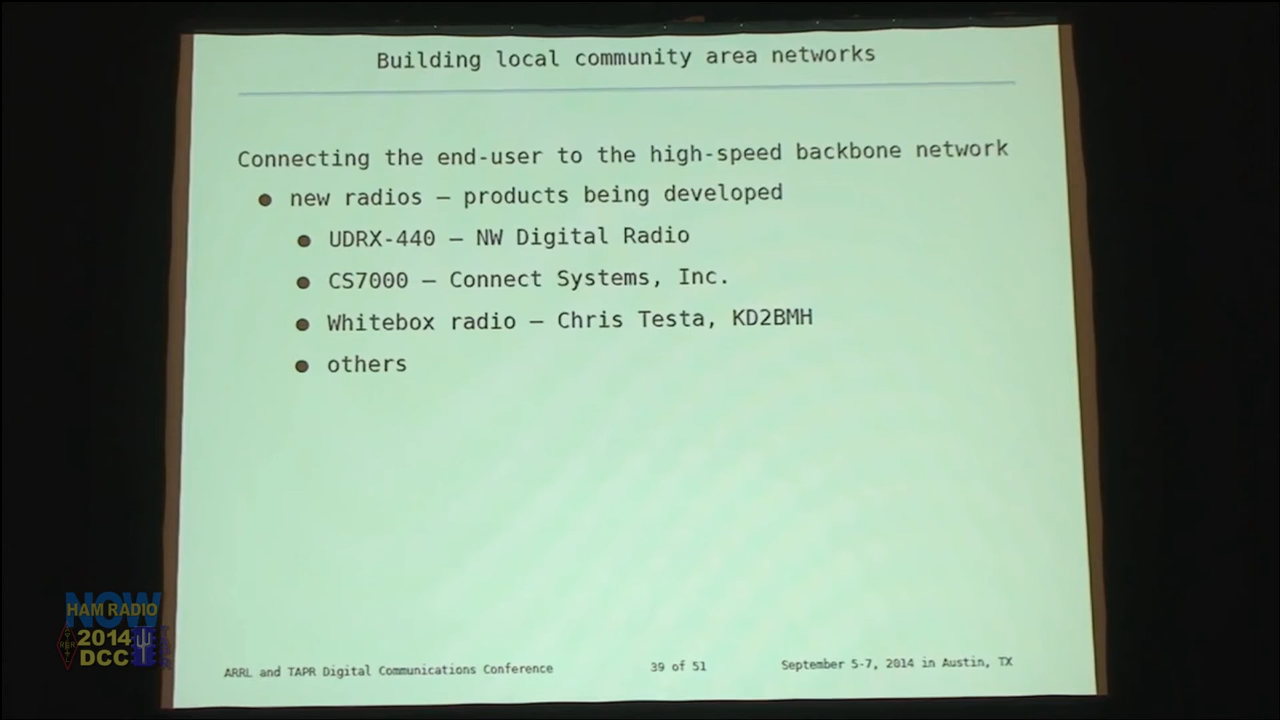 Building local community area networks
Connecting the end-user to the high-speed backbone network
● new radios – products being developed
● UDRX-440 – NW Digital Radio
● CS7000 – Connect Systems, Inc.
● Whitebox radio – Chris Testa, KD2BMH
● others
NOW
HAM RADIO
2014
DCC
ARRL and TAPR Digital Communications Conference
39 of 51
September 5-7, 2014 in Austin, TX